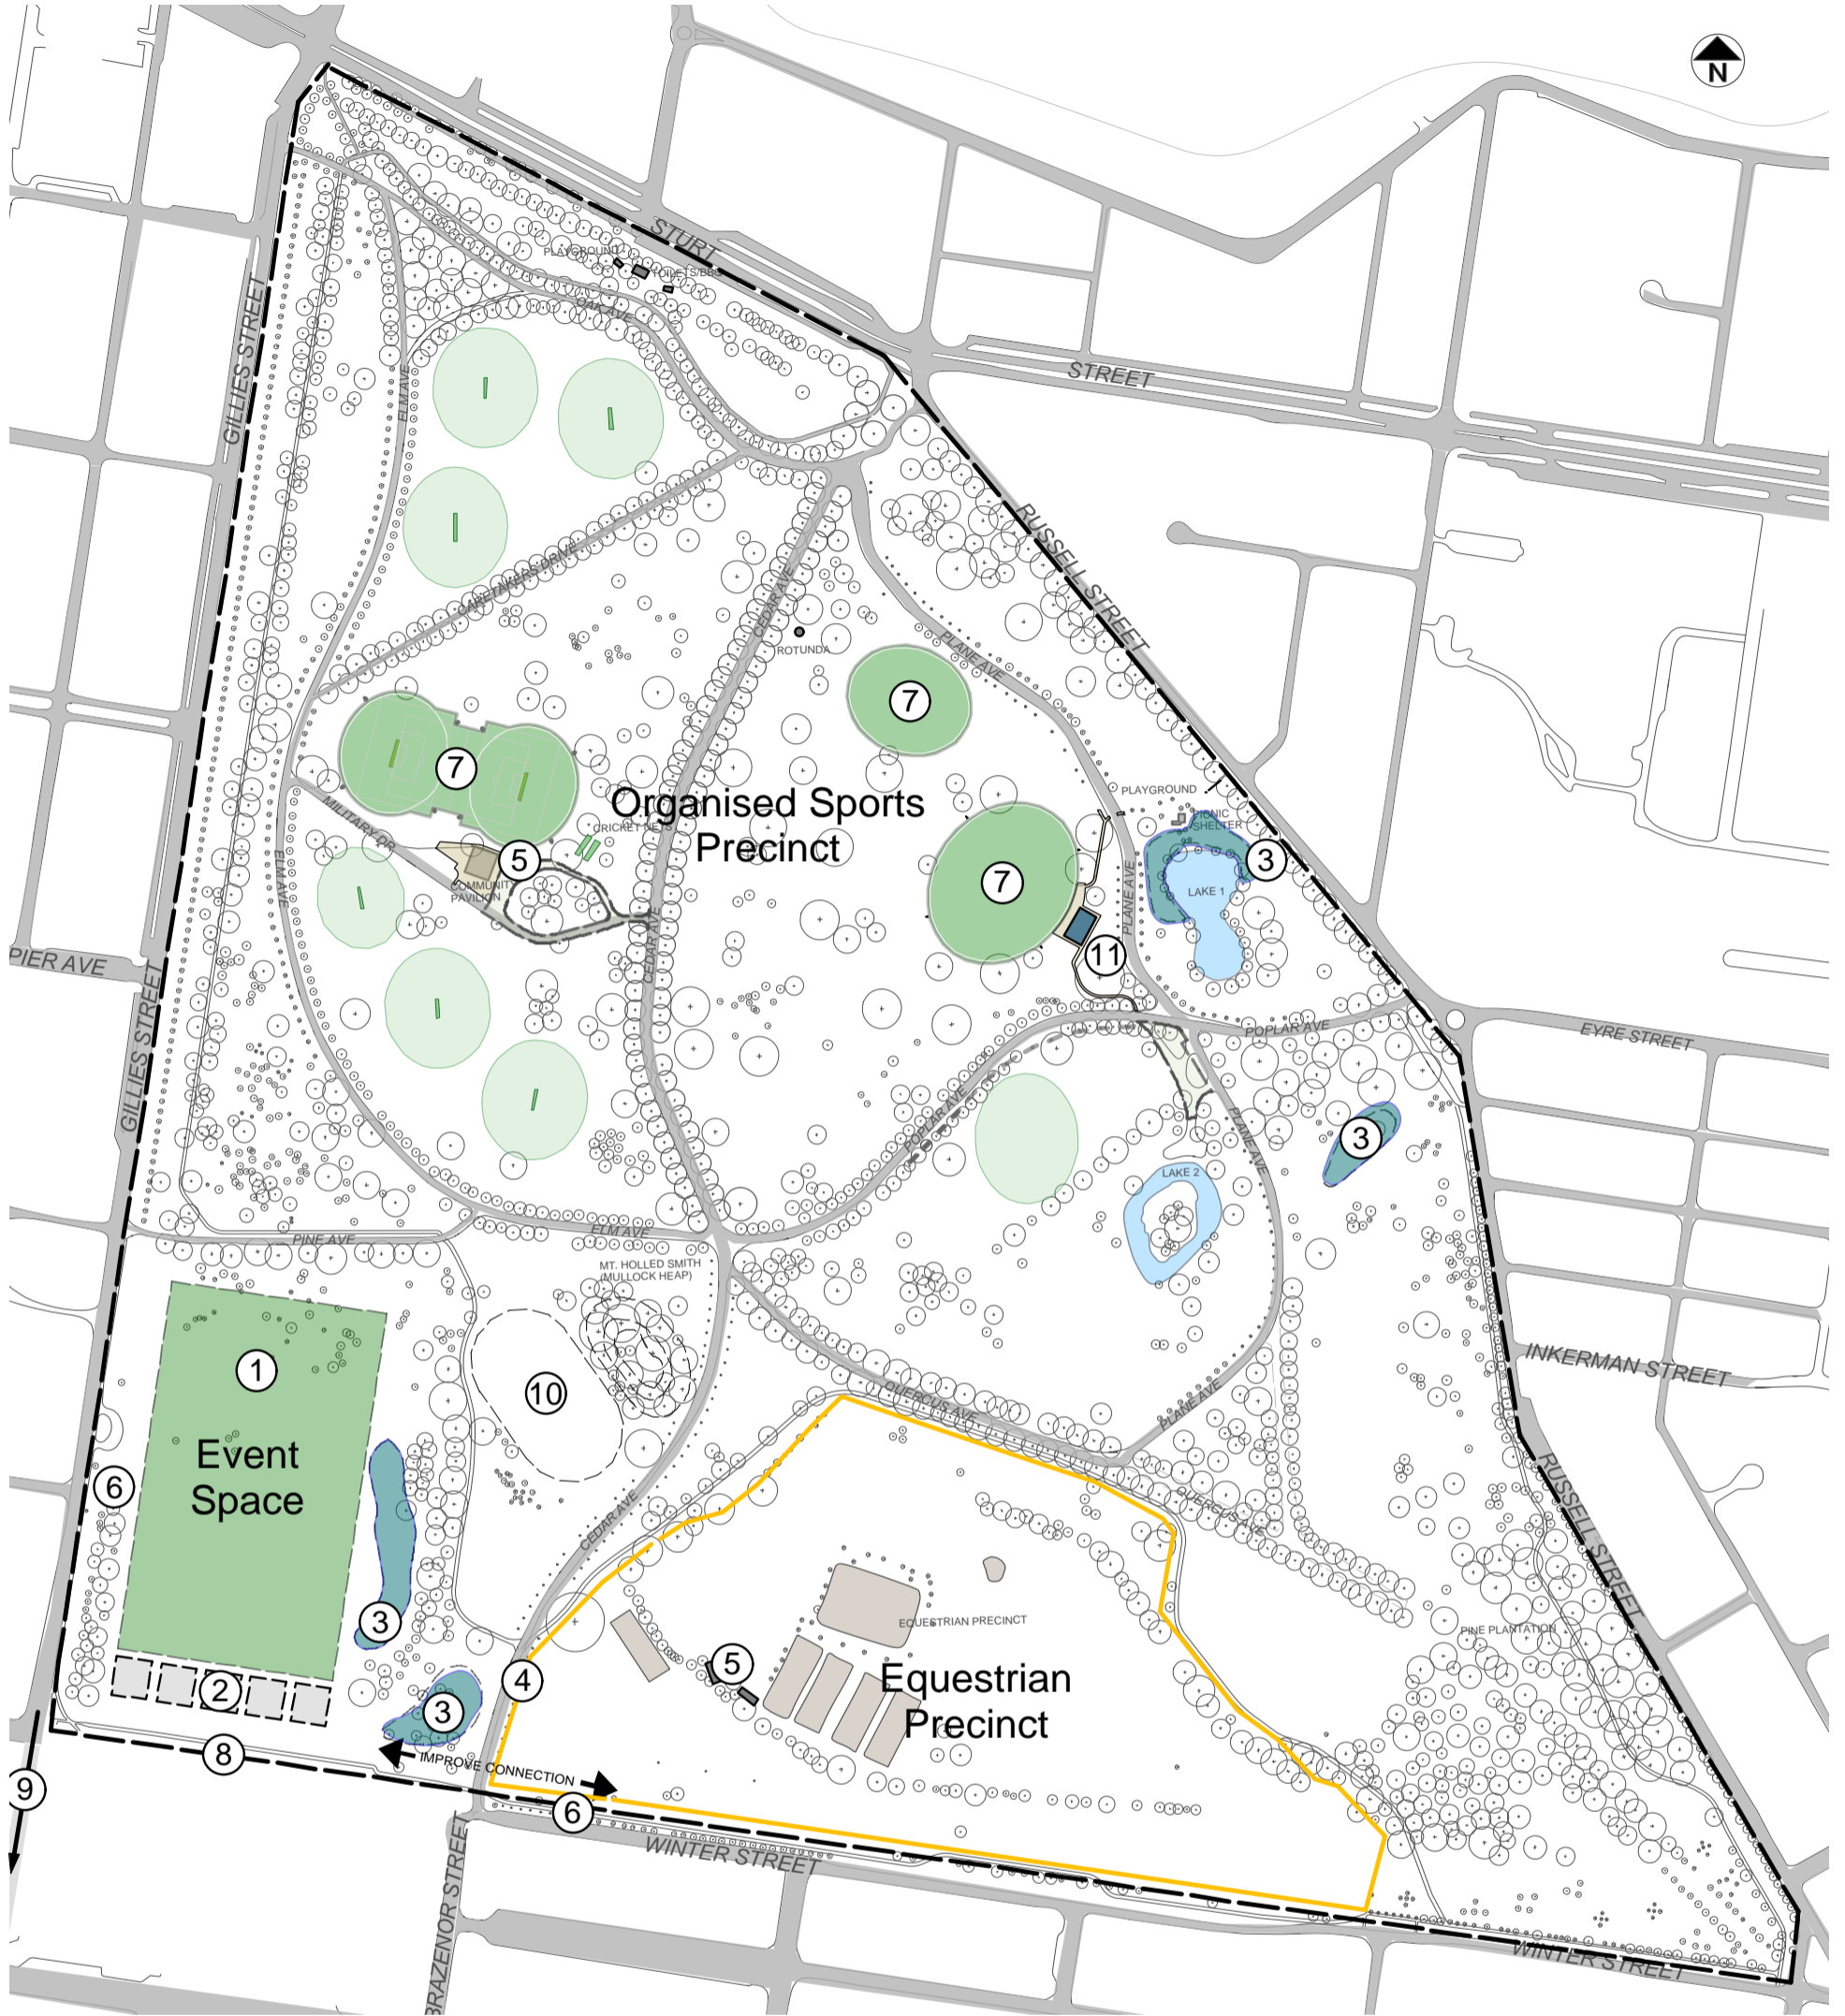 N
STURT
PLAYGROUND
TOILETS/BBQ
OAK AVE
GILLIES STREET
ELM AVE
STREET
RUSSELL STREET
CARETAKERS DRIVE
CEDAR AVE
ROTUNDA
PLANE AVE
7
7
Organised Sports
Precinct
PLAYGROUND
PICNIC
SHELTER
MILITARY DR
CRICKET NETS
5
3
7
LAKE 1
ELM AVE
COMMUNITY
PAVILION
PLANE AVE
CEDAR AVE
11
PIER AVE
GILLIES STREET
POPLAR AVE
EYRE STREET
POPLAR AVE
PLANE AVE
3
LAKE 2
PINE AVE
ELM AVE
MT. HOLLED SMITH
(MULLOCK HEAP)
1
10
INKERMAN STREET
QUERCUS AVE
PLANE AVE
Event
Space
6
QUERCUS AVE
RUSSELL STREET
CEDAR AVE
3
EQUESTRIAN PRECINCT
PINE PLANTATION
5
4
Equestrian
Precinct
2
3
8
IMPROVE CONNECTION
9
6
WINTER STREET
BRAZENOR STREET
WINTER STREET